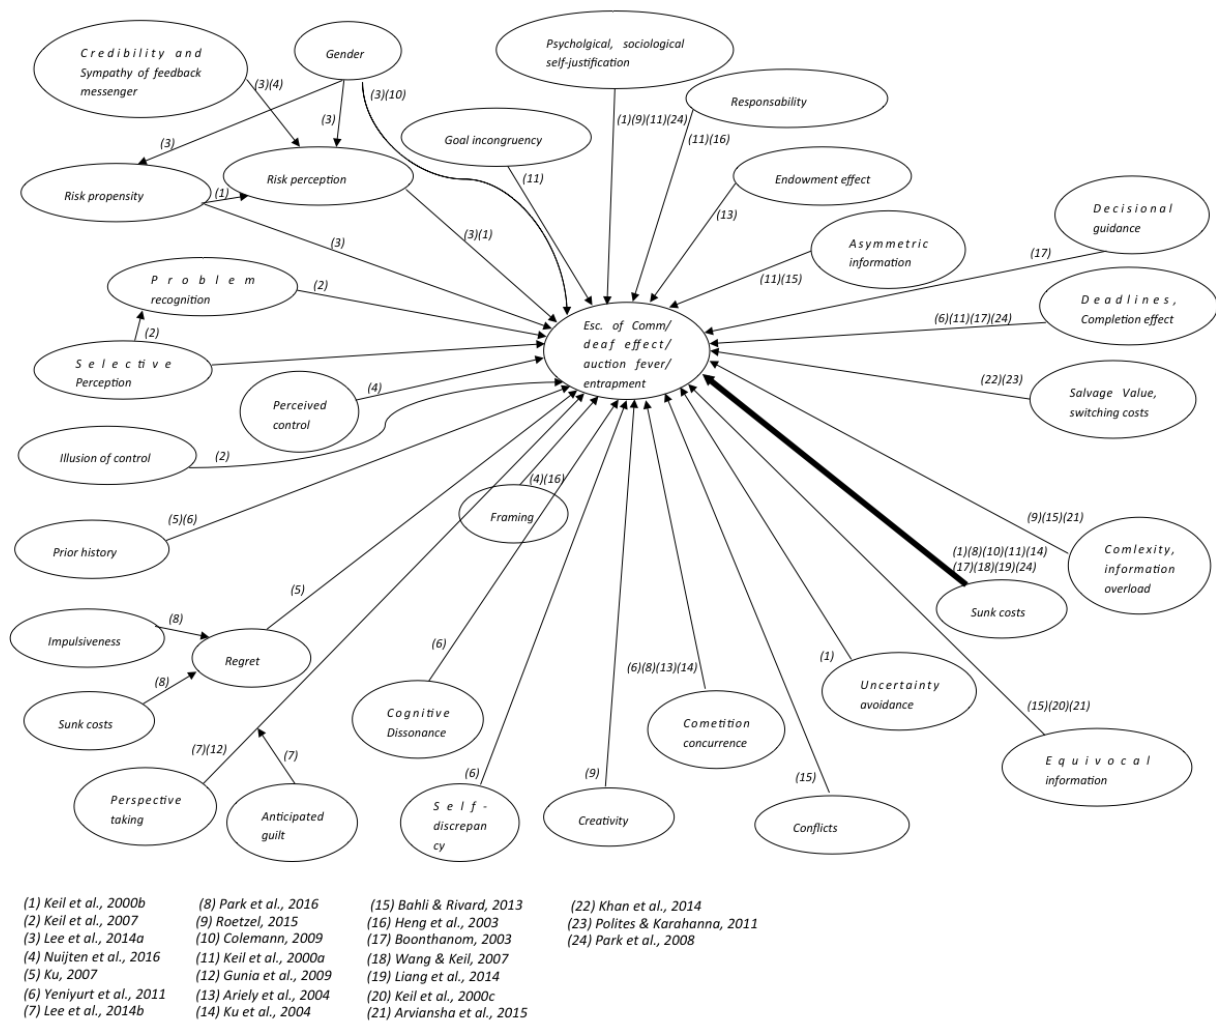 Credibility and
Sympathy of feedback
messenger
Gender
Psycholgical, sociological
self-justification
Responsability
(3)(4)
(3)(10)
(3)
(3)
(1)(9)(11)(24)
(11)(16)
Goal incongruency
Risk propensity
(1)
Risk perception
(11)
Endowment effect
(13)
Decisional
guidance
(3)
(3)(1)
Asymmetric
information
(11)(15)
(17)
Problem
recognition
(2)
Deadlines,
Completion effect
(6)(11)(17)(24)
(2)
Esc. of Comm/
deaf effect/
auction fever/
entrapment
Selective
Perception
(4)
(22)(23)
Salvage Value,
switching costs
Perceived
control
Illusion of control
(2)
(4)(16)
Framing
(5)(6)
Prior history
(9)(15)(21)
Comlexity,
information
overload
(1)(8)(10)(11)(14)
(17)(18)(19)(24)
Sunk costs
(5)
Impulsiveness
(8)
Regret
(8)
Sunk costs
(6)
(6)(8)(13)(14)
(1)
Uncertainty
avoidance
Cognitive
Dissonance
Cometition
concurrence
(15)(20)(21)
(7)(12)
(7)
(6)
(9)
(15)
Equivocal
information
Perspective
taking
Anticipated
guilt
Self-
discrepan
cy
Creativity
Conflicts
(1) Keil et al., 2000b
(2) Keil et al., 2007
(3) Lee et al., 2014a
(4) Nuijten et al., 2016
(5) Ku, 2007
(6) Yeniyurt et al., 2011
(7) Lee et al., 2014b
(8) Park et al., 2016
(9) Roetzel, 2015
(10) Colemann, 2009
(11) Keil et al., 2000a
(12) Gunia et al., 2009
(13) Ariely et al., 2004
(14) Ku et al., 2004
(15) Bahli & Rivard, 2013
(16) Heng et al., 2003
(17) Boonthanom, 2003
(18) Wang & Keil, 2007
(19) Liang et al., 2014
(20) Keil et al., 2000c
(21) Arviansha et al., 2015
(22) Khan et al., 2014
(23) Polites & Karahanna, 2011
(24) Park et al., 2008